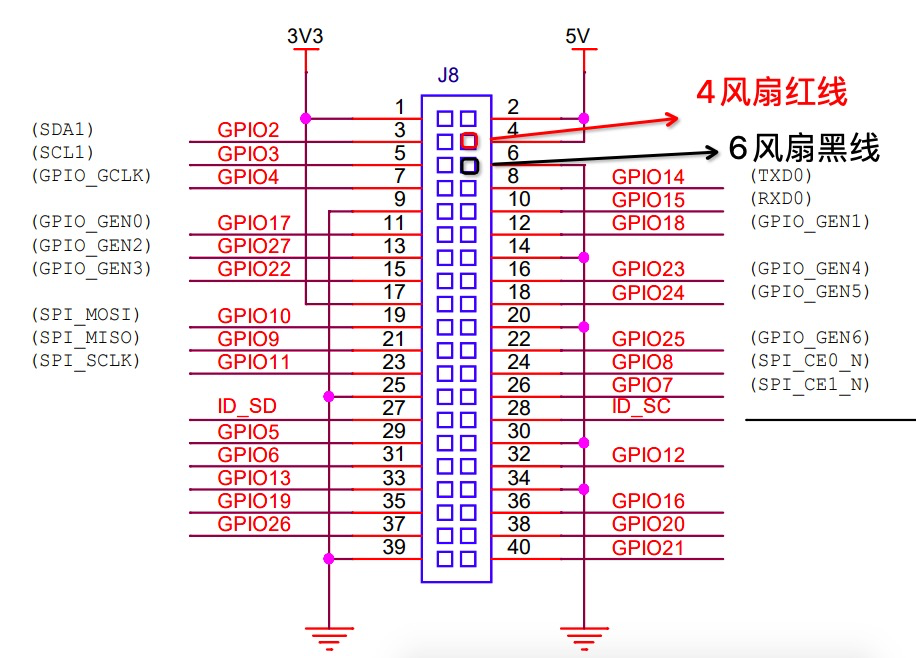 3V3 5V
J8
1 2 4风扇红线
(SDA1) GPIO2 3 4
(SCL1) GPIO3 5 6 6风扇黑线
(GPIO_GCLK) GPIO4 7 8 GPIO14 (TXD0)
9 10 GPIO15 (RXD0)
(GPIO_GEN0) GPIO17 11 12 GPIO18 (GPIO_GEN1)
(GPIO_GEN2) GPIO27 13 14
(GPIO_GEN3) GPIO22 15 16 GPIO23 (GPIO_GEN4)
17 18 GPIO24 (GPIO_GEN5)
(SPI_MOSI) GPIO10 19 20
(SPI_MISO) GPIO9 21 22 GPIO25 (GPIO_GEN6)
(SPI_SCLK) GPIO11 23 24 GPIO8 (SPI_CE0_N)
25 26 GPIO7 (SPI_CE1_N)
ID_SD 27 28 ID_SC
GPIO5 29 30
GPIO6 31 32 GPIO12
GPIO13 33 34
GPIO19 35 36 GPIO16
GPIO26 37 38 GPIO20
39 40 GPIO21